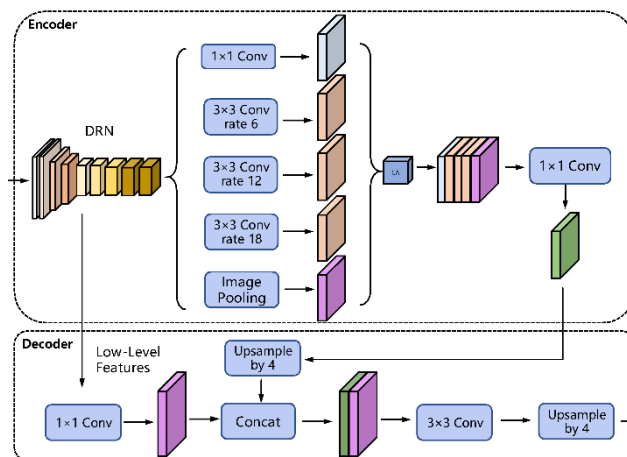 Encoder
DRN
1×1 Conv
3×3 Conv
rate 6
3×3 Conv
rate 12
3×3 Conv
rate 18
Image
Pooling
1×1 Conv
Decoder
Low-Level
Features
Upsample
by 4
1×1 Conv
Concat
3×3 Conv
Upsample
by 4